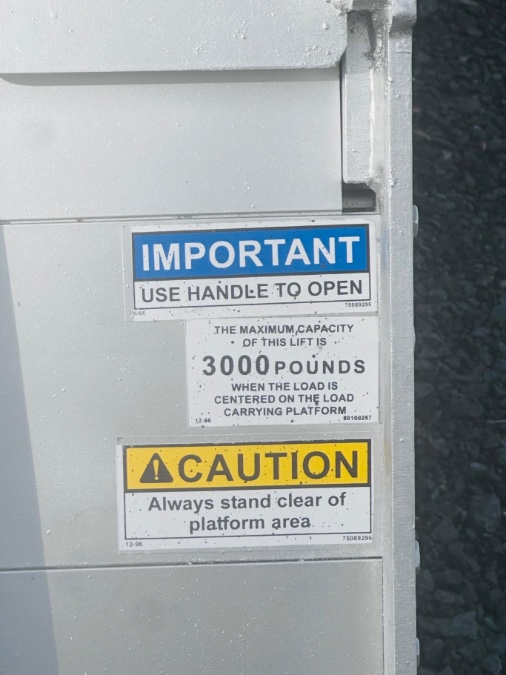 IMPORTANT
USE HANDLE TO OPEN
75089295
THE MAXIMUM CAPACITY
OF THIS LIFT IS
3000 POUNDS
WHEN THE LOAD IS
CENTERED ON THE LOAD
CARRYING PLATFORM
12-96
CAUTION
Always stand clear of
platform area
12-96 75089296